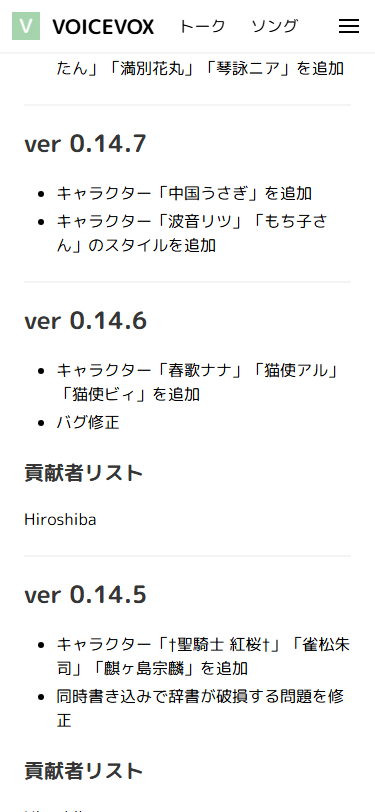 V VOICEVOX トーク ソング
たん」「満別花丸」「琴詠ニア」を追加
ver 0.14.7
キャラクター「中国うさぎ」を追加
キャラクター「波音リツ」「もち子さ
ん」のスタイルを追加
ver 0.14.6
キャラクター「春歌ナナ」「猫使アル」
「猫使ビィ」を追加
バグ修正
貢献者リスト
Hiroshiba
ver 0.14.5
キャラクター「†聖騎士 紅桜†」「雀松朱
司」「麒ヶ島宗麟」を追加
同時書き込みで辞書が破損する問題を修
正
貢献者リスト